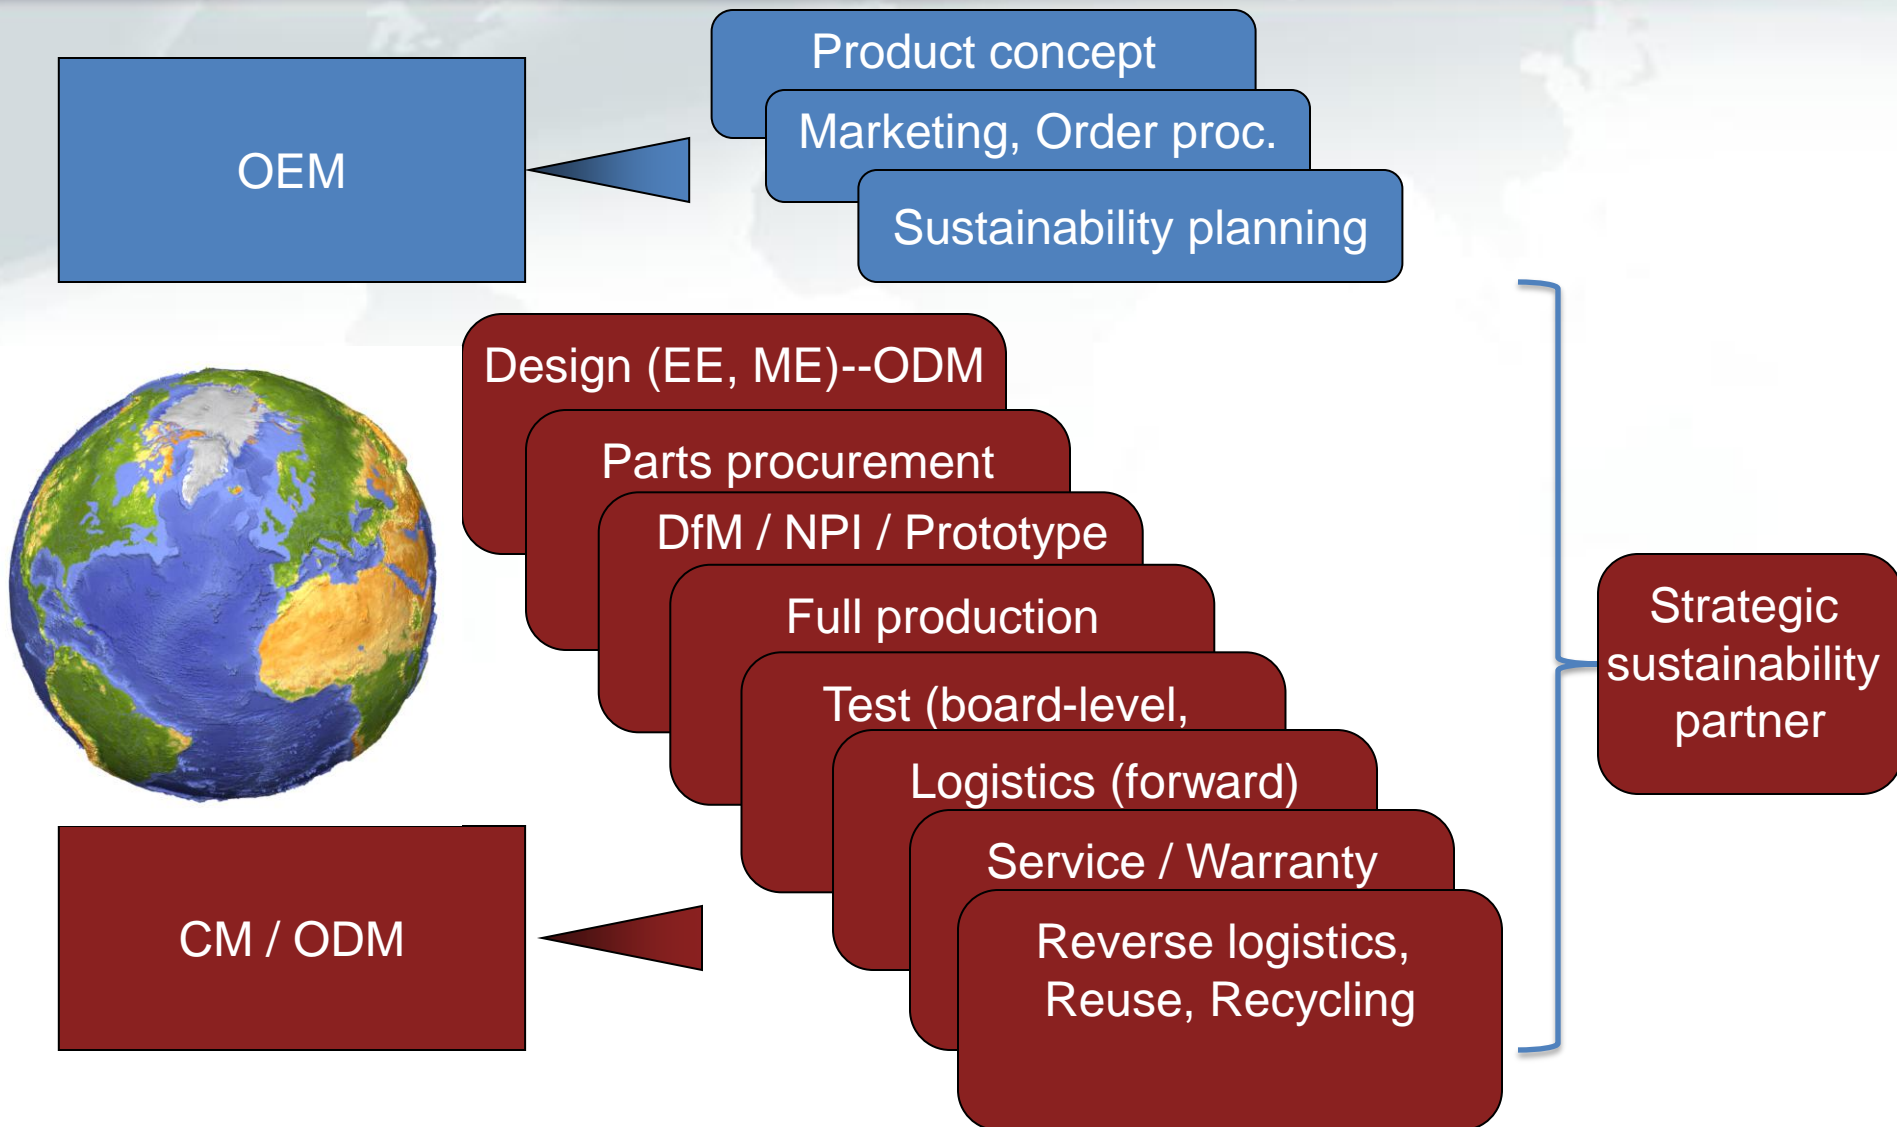 OEM
Product concept
Marketing, Order proc.
Sustainability planning
Design (EE, ME)--ODM
Parts procurement
DfM / NPI / Prototype
Full production
Test (board-level,
Logistics (forward)
Service / Warranty
Reverse logistics,
Reuse, Recycling
CM / ODM
Strategic
sustainability
partner